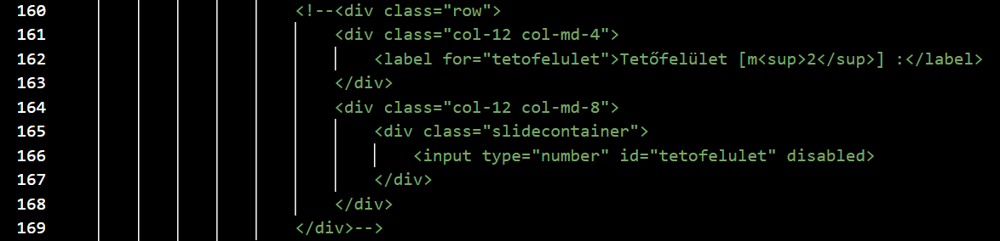 160 <!--<div class="row">
161 <div class="col-12 col-md-4">
162 <label for="tetofelulet">Tetőfelület [m<sup>2</sup>] :</label>
163 </div>
164 <div class="col-12 col-md-8">
165 <div class="slidecontainer">
166 <input type="number" id="tetofelulet" disabled>
167 </div>
168 </div>
169 </div>-->